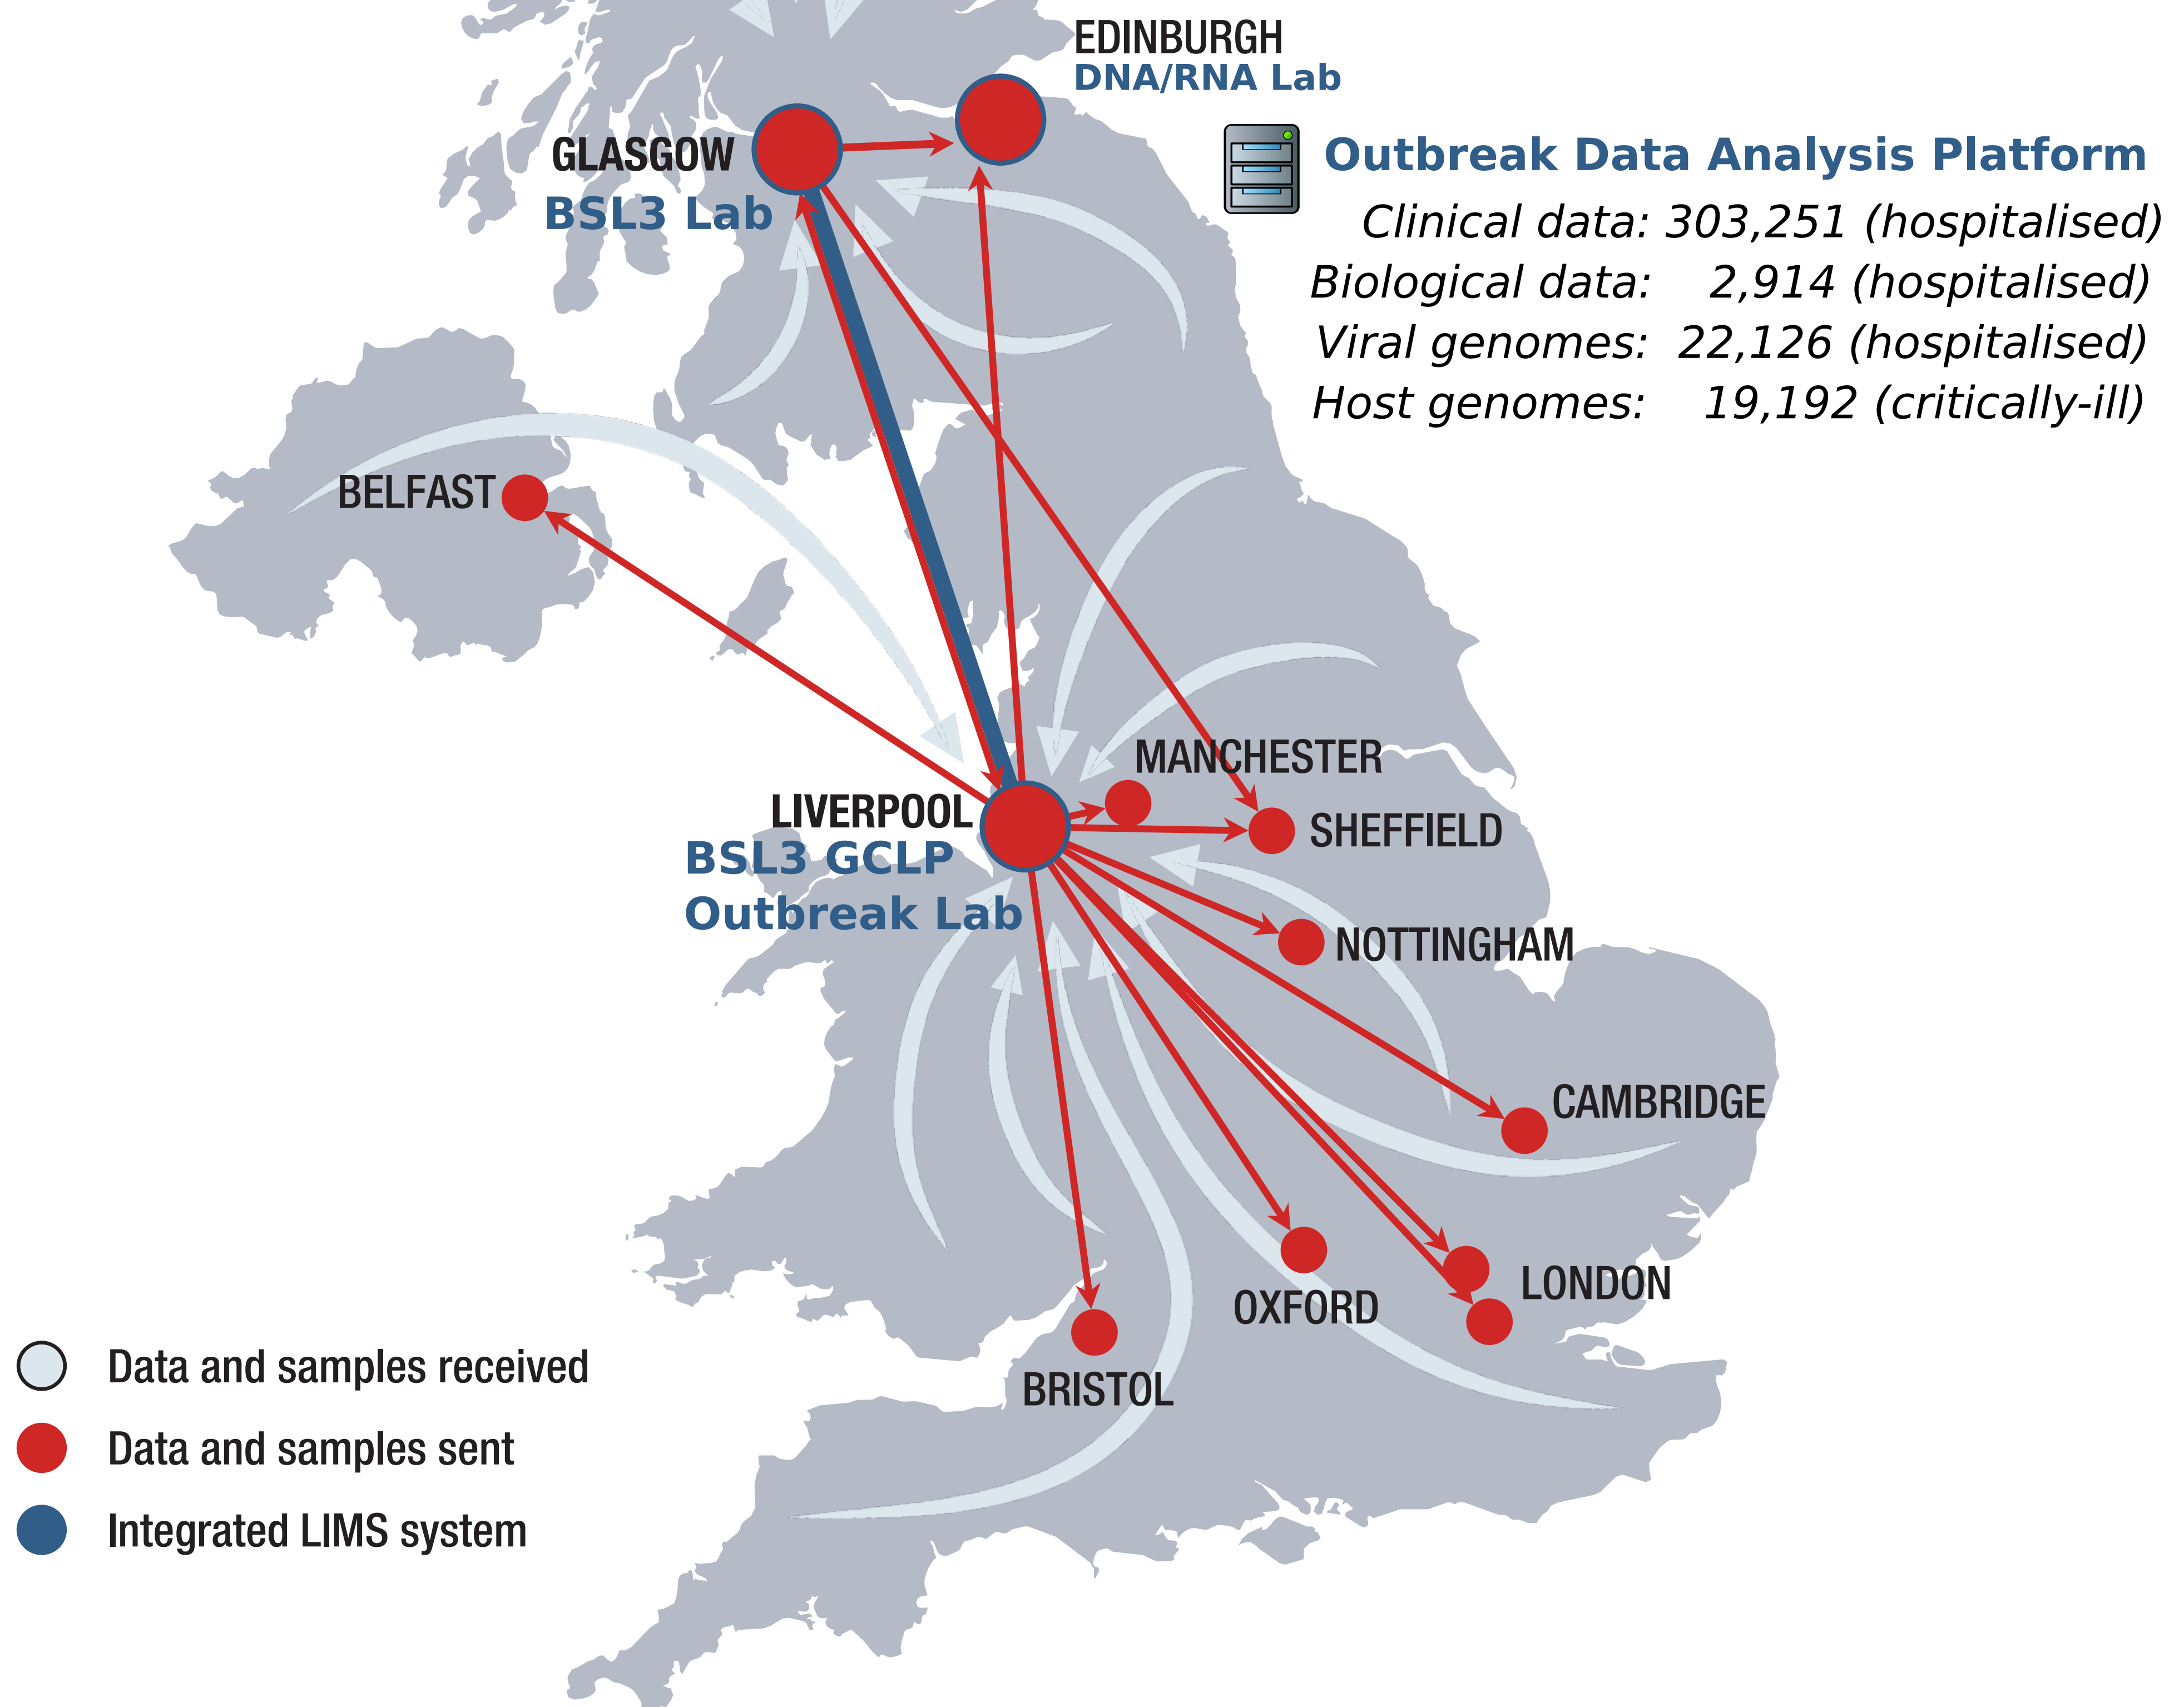 EDINBURGH
DNA/RNA Lab
GLASGOW
BSL3 Lab
Outbreak Data Analysis Platform
Clinical data: 303,251 (hospitalised)
Biological data: 2,914 (hospitalised)
Viral genomes: 22,126 (hospitalised)
Host genomes: 19,192 (critically-ill)
BELFAST
MANCHESTER
LIVERPOOL
BSL3 GCLP
Outbreak Lab
SHEFFIELD
NOTTINGHAM
CAMBRIDGE
LONDON
OXFORD
BRISTOL
Data and samples received
Data and samples sent
Integrated LIMS system